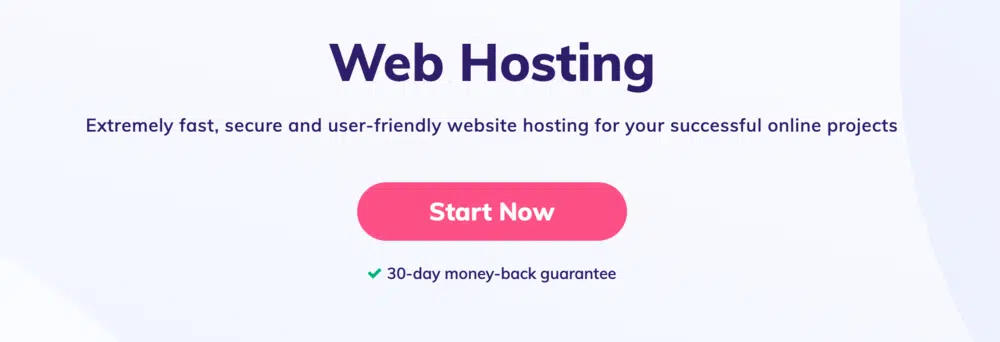 Web Hosting
Extremely fast, secure and user-friendly website hosting for your successful online projects
Start Now
30-day money-back guarantee